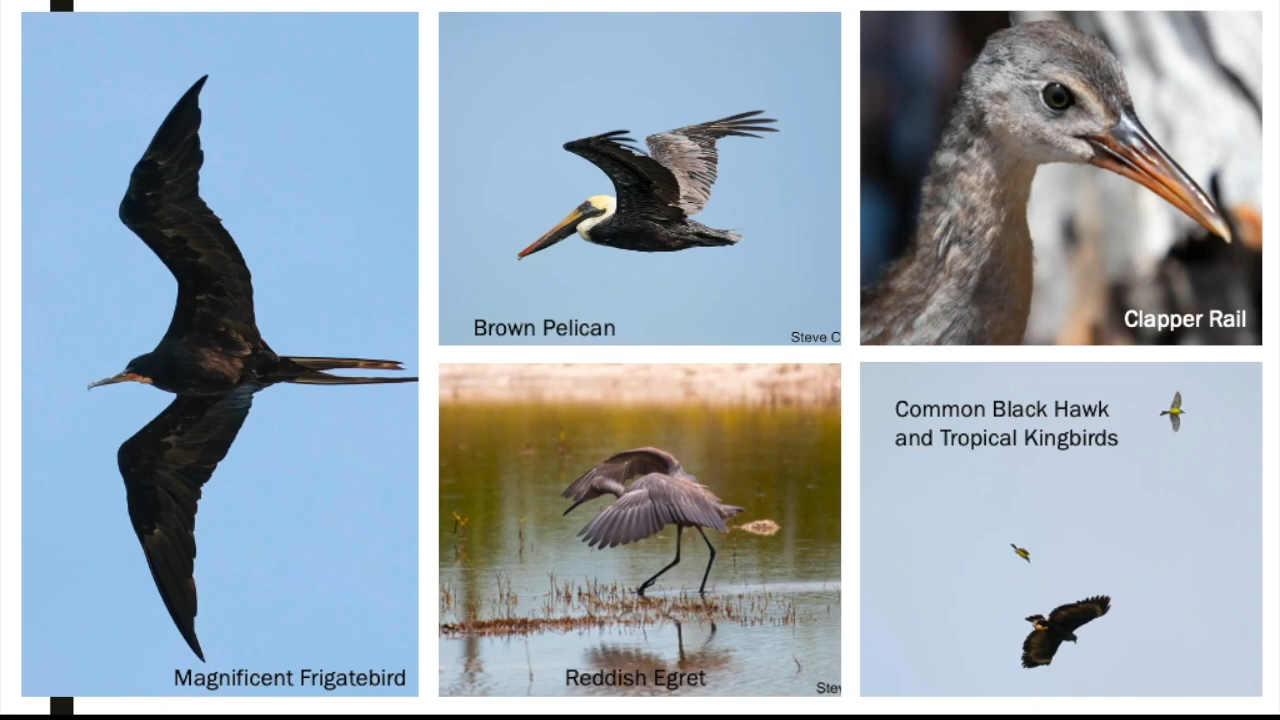 Magnificent Frigatebird
Brown Pelican
Steve C
Clapper Rail
Reddish Egret
Stev
Common Black Hawk
and Tropical Kingbirds